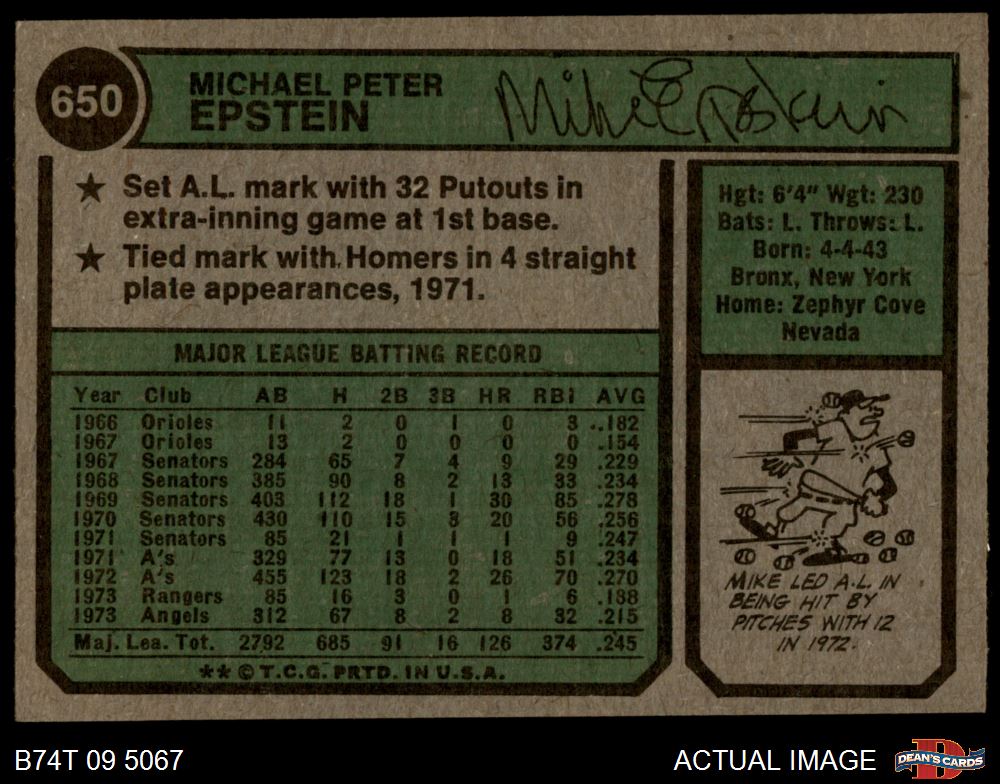 650
MICHAEL PETER
EPSTEIN
Mike Epstein
★ Set A.L. mark with 32 Putouts in
extra-inning game at 1st base.
★ Tied mark with Homers in 4 straight
plate appearances, 1971.
Hgt: 6'4" Wgt: 230
Bats: L. Throws: L.
Born: 4-4-43
Bronx, New York
Home: Zephyr Cove
Nevada
MAJOR LEAGUE BATTING RECORD
Year Club AB H 2B 3B HR RBI AVG
1966 Orioles 11 2 0 1 0 3 .182
1967 Orioles 13 2 0 0 0 0 .154
1967 Senators 284 65 7 4 9 29 .229
1968 Senators 385 90 8 2 13 33 .234
1969 Senators 403 112 18 1 30 85 .278
1970 Senators 430 110 15 3 20 56 .256
1971 Senators 85 21 1 1 1 9 .247
1971 A's 329 77 13 0 18 51 .234
1972 A's 455 123 18 2 26 70 .270
1973 Rangers 85 16 3 0 1 6 .188
1973 Angels 312 67 8 2 8 32 .215
Maj. Lea. Tot. 2792 685 91 16 126 374 .245
** © T.C.G. PRTD. IN U.S.A.
MIKE LED A.L. IN
BEING HIT BY
PITCHES WITH 12
IN 1972.
B74T 09 5067
ACTUAL IMAGE
D
DEAN'S CARDS